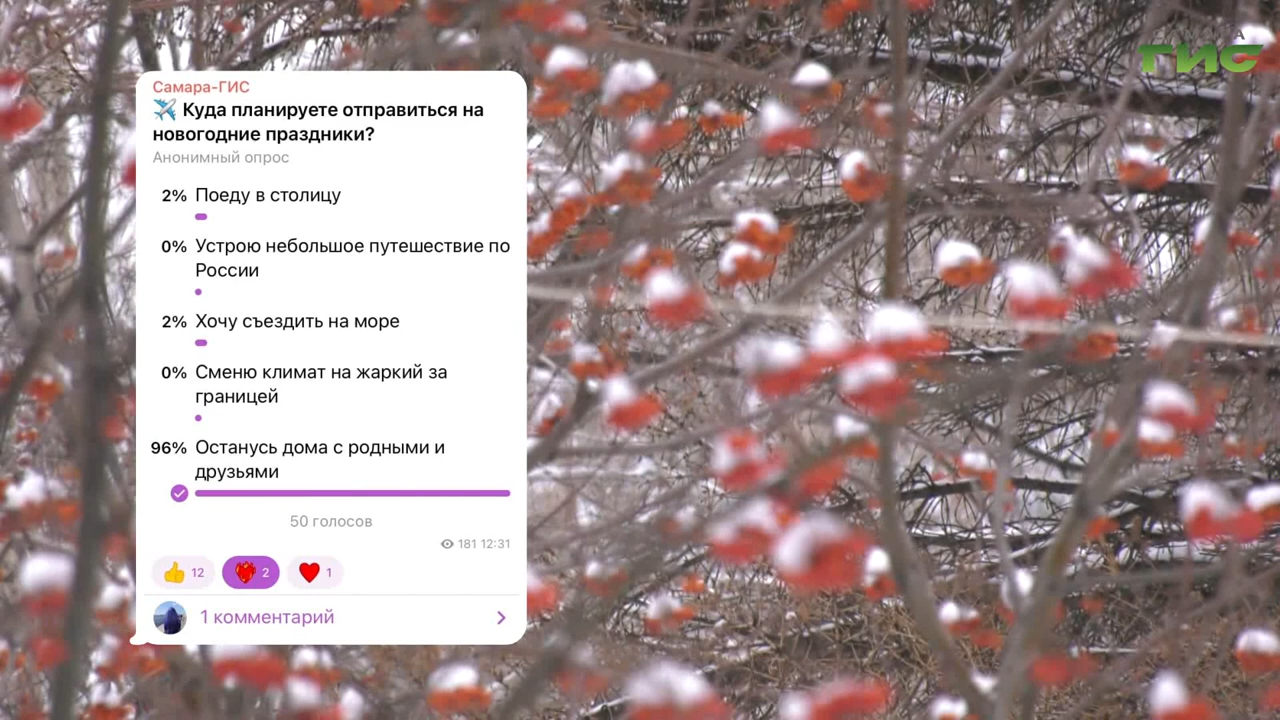 ГИС
Самара-ГИС
✈️ Куда планируете отправиться на
новогодние праздники?
Анонимный опрос
2% Поеду в столицу
0% Устрою небольшое путешествие по
России
2% Хочу съездить на море
0% Сменю климат на жаркий за
границей
96% Останусь дома с родными и
друзьями
50 голосов
181 12:31
12 2 1
1 комментарий